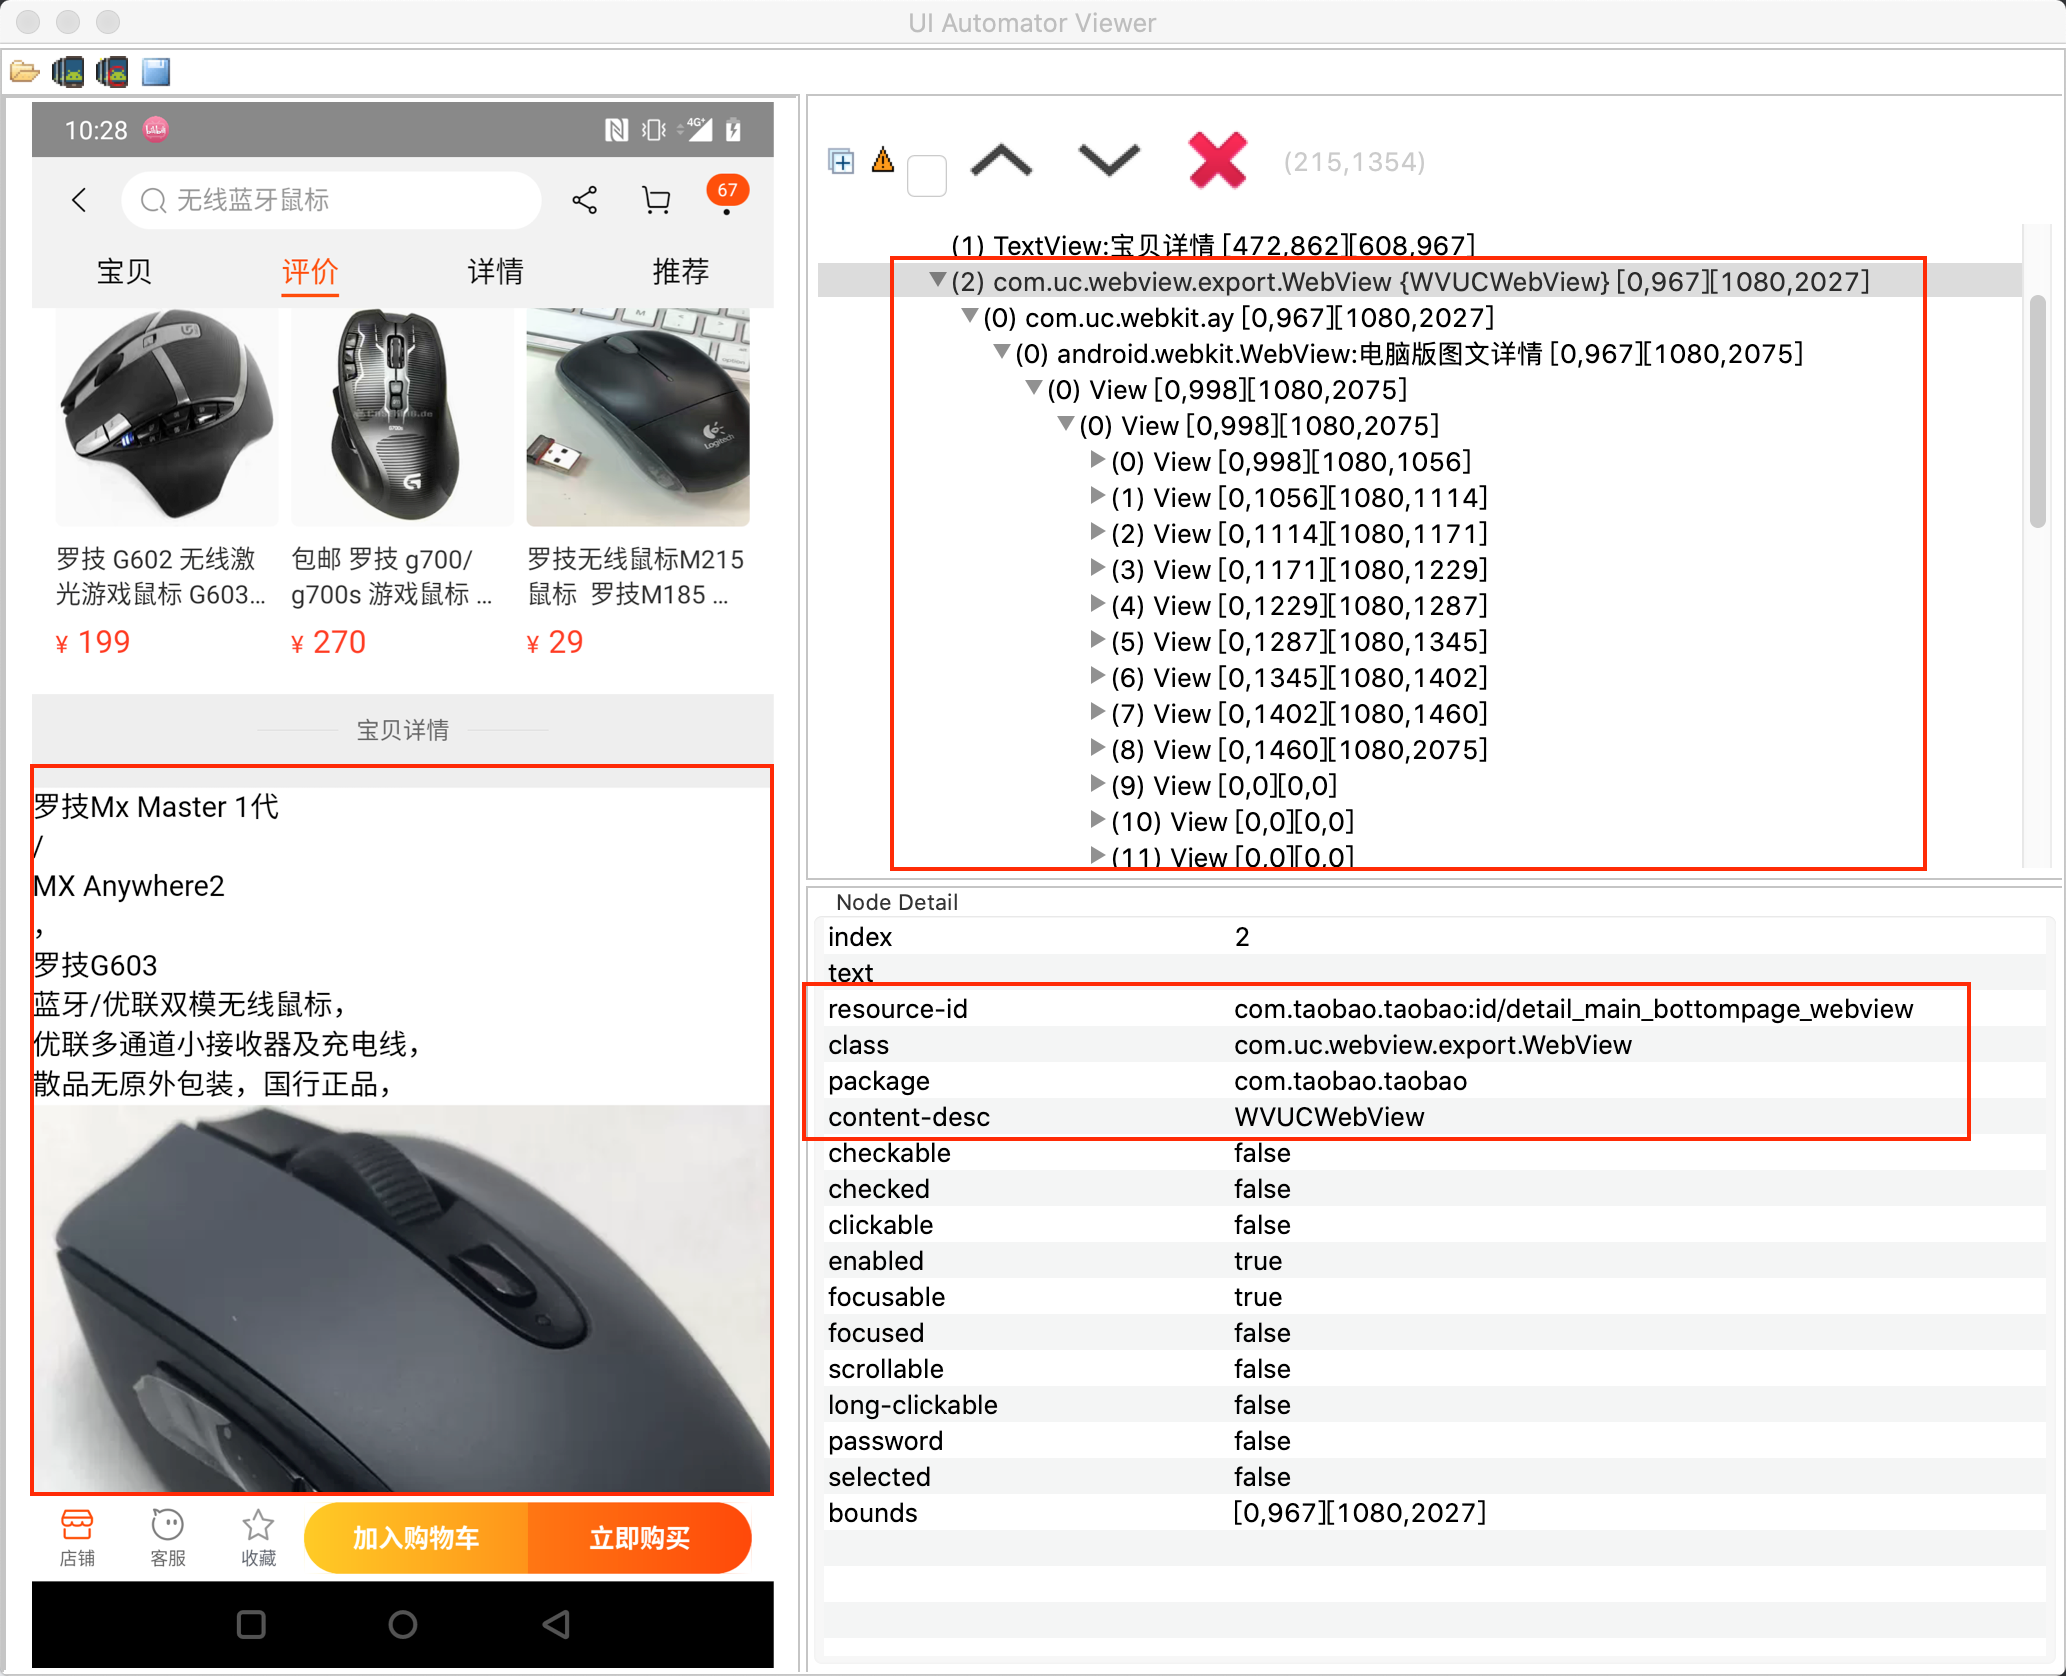 UI Automator Viewer
10:28
4G+
无线蓝牙鼠标
67
宝贝 评价 详情 推荐
Logitech
罗技 G602 无线激
光游戏鼠标 G603...
¥ 199
包邮 罗技 g700/
g700s 游戏鼠标 ...
¥ 270
罗技无线鼠标M215
鼠标 罗技M185 ...
¥ 29
宝贝详情
罗技Mx Master 1代
/
MX Anywhere2
，
罗技G603
蓝牙/优联双模无线鼠标，
优联多通道小接收器及充电线，
散品无原外包装，国行正品，
店铺 客服 收藏 加入购物车 立即购买
(215,1354)
(1) TextView:宝贝详情 [472,862][608,967]
(2) com.uc.webview.export.WebView {WVUCWebView} [0,967][1080,2027]
(0) com.uc.webkit.ay [0,967][1080,2027]
(0) android.webkit.WebView:电脑版图文详情 [0,967][1080,2075]
(0) View [0,998][1080,2075]
(0) View [0,998][1080,2075]
(0) View [0,998][1080,1056]
(1) View [0,1056][1080,1114]
(2) View [0,1114][1080,1171]
(3) View [0,1171][1080,1229]
(4) View [0,1229][1080,1287]
(5) View [0,1287][1080,1345]
(6) View [0,1345][1080,1402]
(7) View [0,1402][1080,1460]
(8) View [0,1460][1080,2075]
(9) View [0,0][0,0]
(10) View [0,0][0,0]
(11) View [0,0][0,0]
Node Detail
index 2
text
resource-id com.taobao.taobao:id/detail_main_bottompage_webview
class com.uc.webview.export.WebView
package com.taobao.taobao
content-desc WVUCWebView
checkable false
checked false
clickable false
enabled true
focusable true
focused false
scrollable false
long-clickable false
password false
selected false
bounds [0,967][1080,2027]